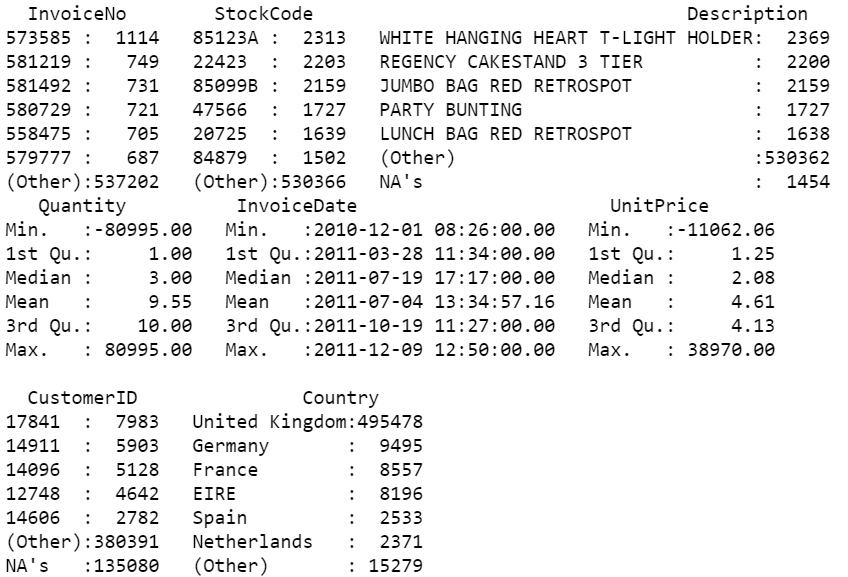 InvoiceNo        StockCode                                  Description
573585 :  1114   85123A :  2313   WHITE HANGING HEART T-LIGHT HOLDER:  2369
581219 :   749   22423  :  2203   REGENCY CAKESTAND 3 TIER          :  2200
581492 :   731   85099B :  2159   JUMBO BAG RED RETROSPOT           :  2159
580729 :   721   47566  :  1727   PARTY BUNTING                     :  1727
558475 :   705   20725  :  1639   LUNCH BAG RED RETROSPOT           :  1638
579777 :   687   84879  :  1502   (Other)                           :530362
(Other):537202   (Other):530366   NA's                              :  1454
   Quantity          InvoiceDate                       UnitPrice
Min.   :-80995.00   Min.   :2010-12-01 08:26:00.00   Min.   :-11062.06
1st Qu.:     1.00   1st Qu.:2011-03-28 11:34:00.00   1st Qu.:     1.25
Median :     3.00   Median :2011-07-19 17:17:00.00   Median :     2.08
Mean   :     9.55   Mean   :2011-07-04 13:34:57.16   Mean   :     4.61
3rd Qu.:    10.00   3rd Qu.:2011-10-19 11:27:00.00   3rd Qu.:     4.13
Max.   : 80995.00   Max.   :2011-12-09 12:50:00.00   Max.   : 38970.00
  CustomerID               Country
17841  :  7983   United Kingdom:495478
14911  :  5903   Germany       :  9495
14096  :  5128   France        :  8557
12748  :  4642   EIRE          :  8196
14606  :  2782   Spain         :  2533
(Other):380391   Netherlands   :  2371
NA's   :135080   (Other)       : 15279